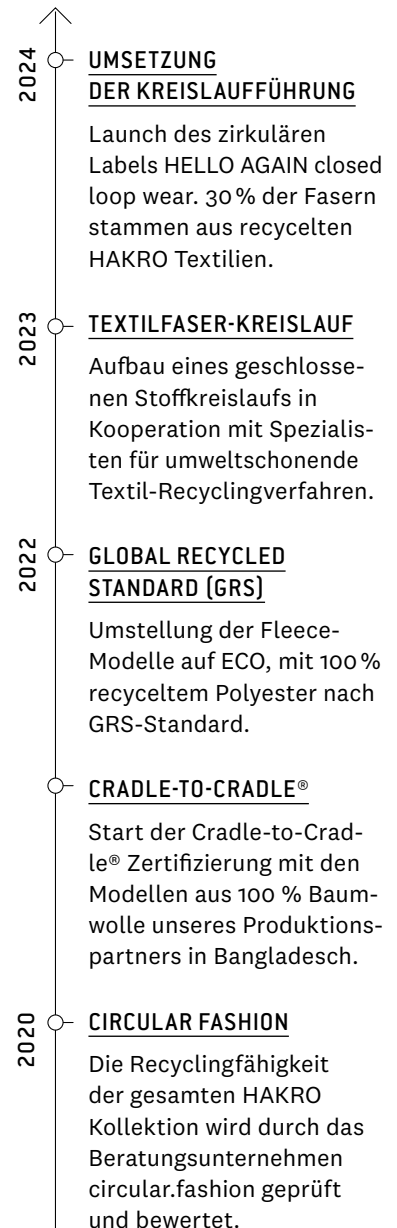 2024
UMSETZUNG
DER KREISLAUFFÜHRUNG
Launch des zirkulären
Labels HELLO AGAIN closed
loop wear. 30 % der Fasern
stammen aus recycelten
HAKRO Textilien.
2023
TEXTILFASER-KREISLAUF
Aufbau eines geschlosse-
nen Stoffkreislaufs in
Kooperation mit Spezialis-
ten für umweltschonende
Textil-Recyclingverfahren.
2022
GLOBAL RECYCLED
STANDARD (GRS)
Umstellung der Fleece-
Modelle auf ECO, mit 100 %
recyceltem Polyester nach
GRS-Standard.
CRADLE-TO-CRADLE®
Start der Cradle-to-Crad-
le® Zertifizierung mit den
Modellen aus 100 % Baum-
wolle unseres Produktions-
partners in Bangladesch.
2020
CIRCULAR FASHION
Die Recyclingfähigkeit
der gesamten HAKRO
Kollektion wird durch das
Beratungsunternehmen
circular.fashion geprüft
und bewertet.